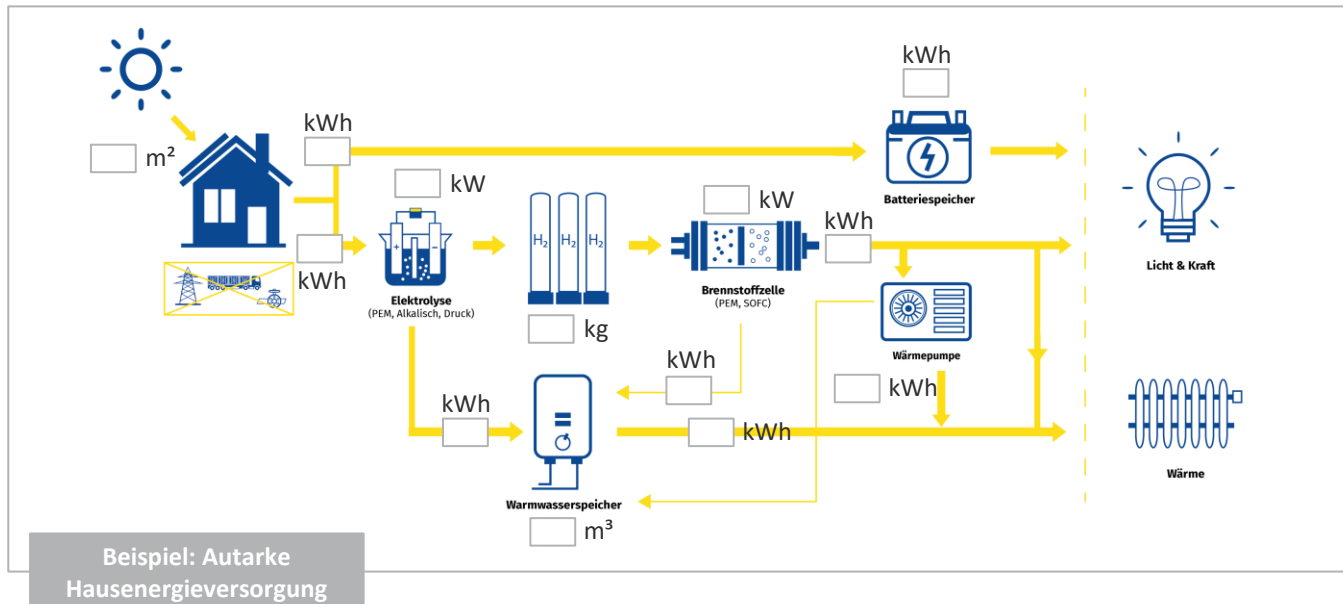 kWh
kWh
m²
kW
kW
kWh
kWh
+
−
H₂
H₂
H₂
Batteriespeicher
Licht & Kraft
Elektrolyse
(PEM, Alkalisch, Druck)
kg
Brennstoffzelle
(PEM, SOFC)
Wärmepumpe
kWh
kWh
kWh
kWh
Warmwasserspeicher
m³
Wärme
Beispiel: Autarke
Hausenergieversorgung